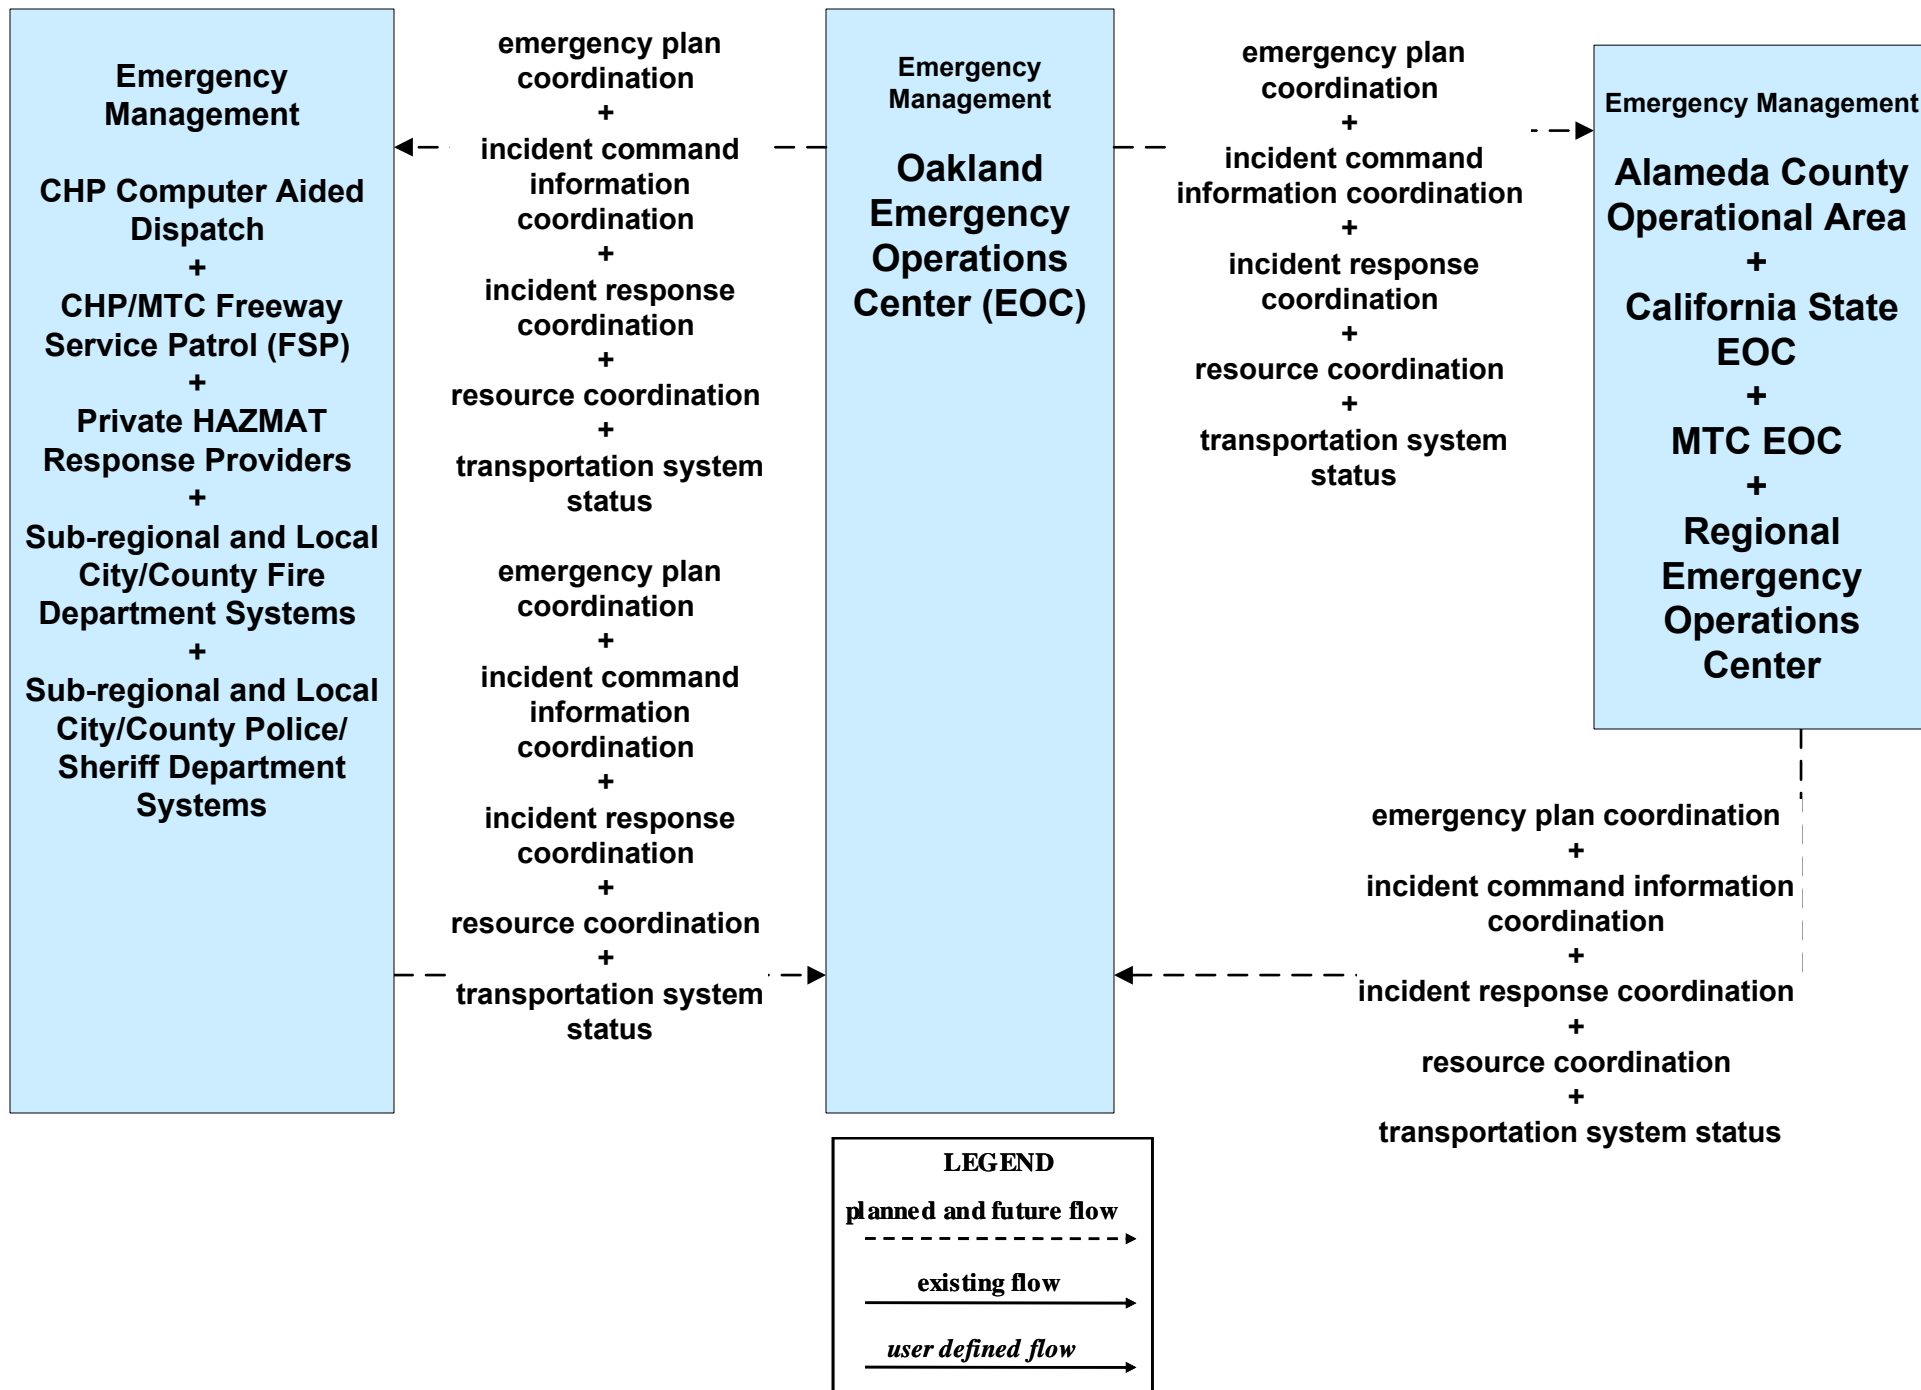 Emergency
Management
CHP Computer Aided
Dispatch
+
CHP/MTC Freeway
Service Patrol (FSP)
+
Private HAZMAT
Response Providers
+
Sub-regional and Local
City/County Fire
Department Systems
+
Sub-regional and Local
City/County Police/
Sheriff Department
Systems
emergency plan
coordination
+
incident command
information
coordination
+
incident response
coordination
+
resource coordination
+
transportation system
status
emergency plan
coordination
+
incident command
information
coordination
+
incident response
coordination
+
resource coordination
+
transportation system
status
Emergency
Management
Oakland
Emergency
Operations
Center (EOC)
emergency plan
coordination
+
incident command
information coordination
+
incident response
coordination
+
resource coordination
+
transportation system
status
Emergency Management
Alameda County
Operational Area
+
California State
EOC
+
MTC EOC
+
Regional
Emergency
Operations
Center
emergency plan coordination
+
incident command information
coordination
+
incident response coordination
+
resource coordination
+
transportation system status
LEGEND
planned and future flow
existing flow
user defined flow